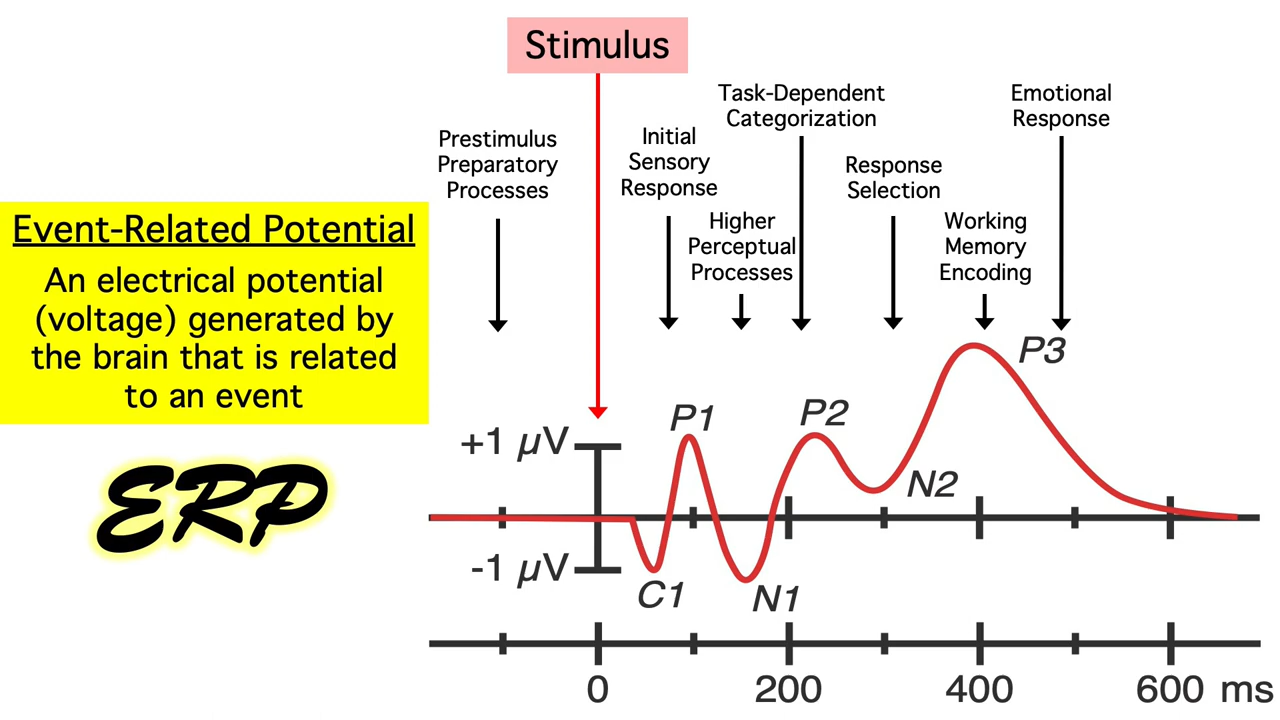 Stimulus
Prestimulus
Preparatory
Processes
Initial
Sensory
Response
Higher
Perceptual
Processes
Task-Dependent
Categorization
Response
Selection
Working
Memory
Encoding
Emotional
Response
Event-Related Potential
An electrical potential
(voltage) generated by
the brain that is related
to an event
ERP
+1 µV
-1 µV
C1
P1
N1
P2
N2
P3
0 200 400 600 ms